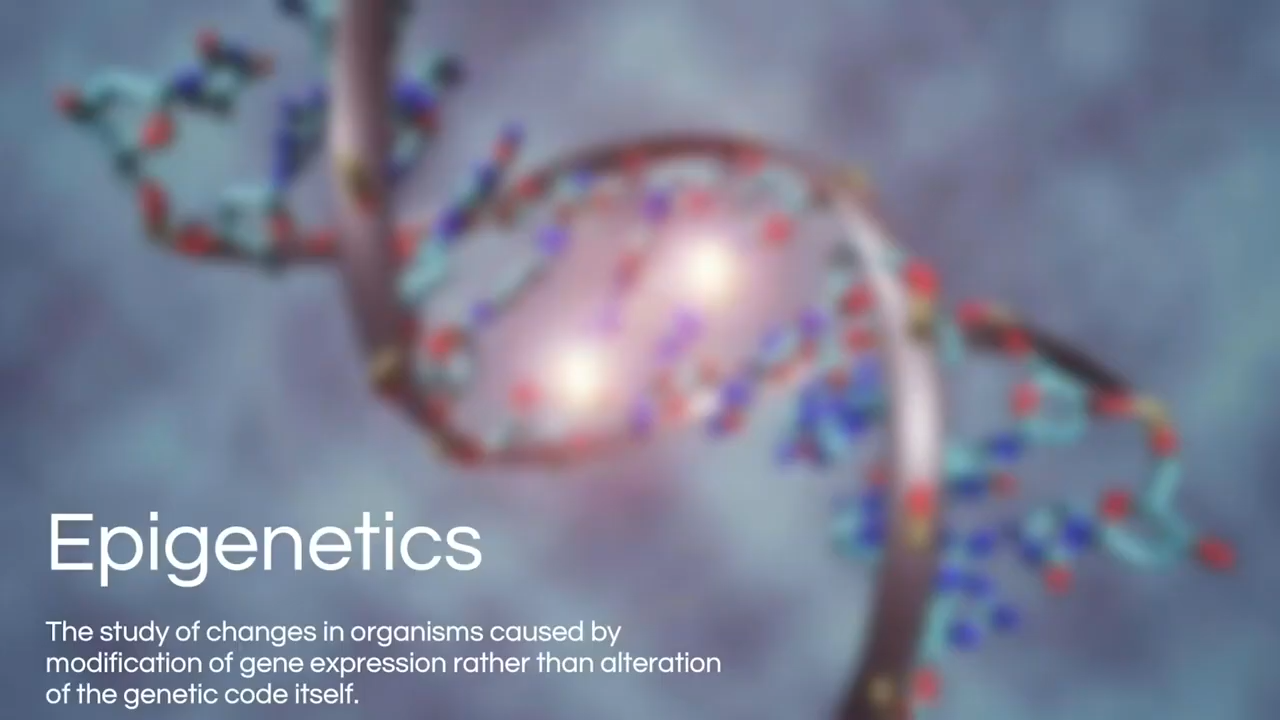 Epigenetics
The study of changes in organisms caused by
modification of gene expression rather than alteration
of the genetic code itself.